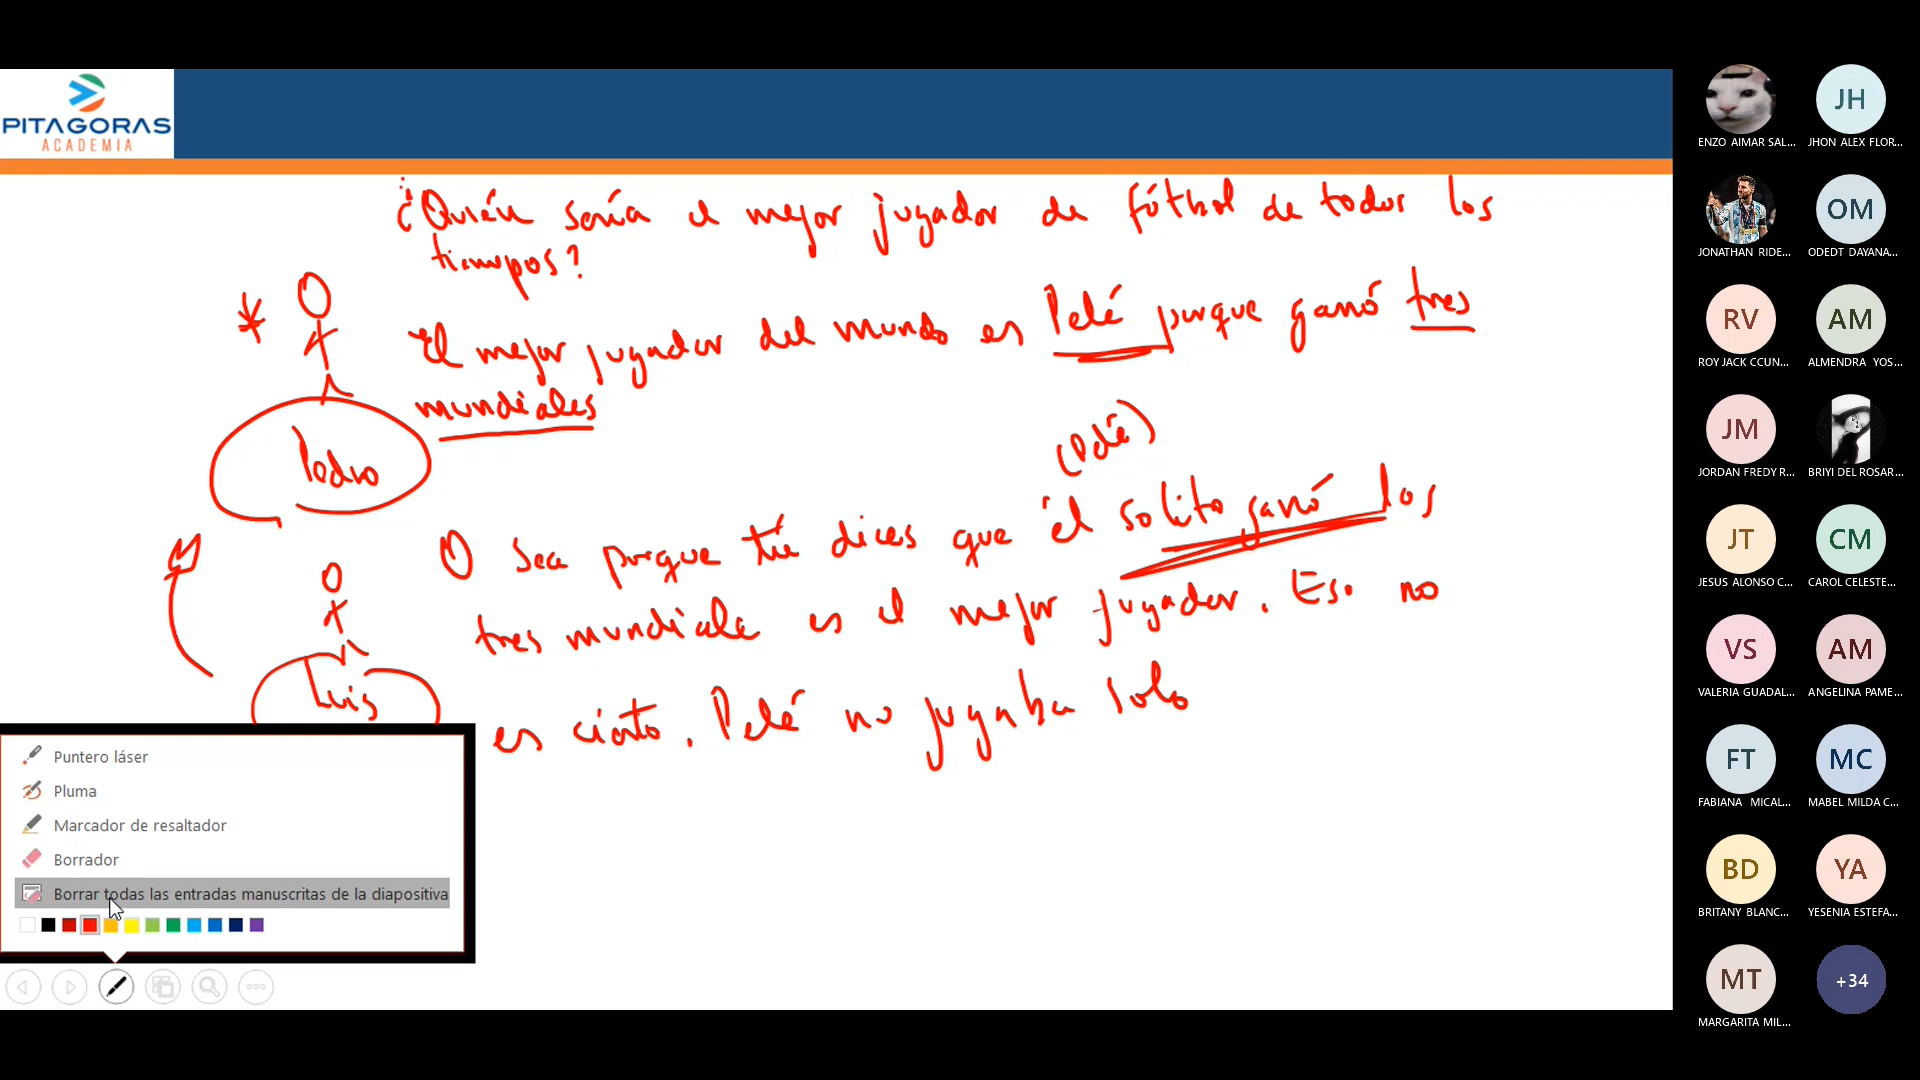 PITAGORAS
ACADEMIA
¿Quién sería el mejor jugador de fútbol de todos los
tiempos?
El mejor jugador del mundo es Pelé porque ganó tres
mundiales
Pedro
(Pelé)
O sea porque tú dices que él solito ganó los
tres mundiale es el mejor jugador. Eso no
Luis
es cierto. Pelé no jugaba solo
Puntero láser
Pluma
Marcador de resaltador
Borrador
Borrar todas las entradas manuscritas de la diapositiva
JH
ENZO AIMAR SAL...
JHON ALEX FLOR...
OM
JONATHAN RIDE...
ODEDT DAYANA...
RV
AM
ROY JACK CCUN...
ALMENDRA YOS...
JM
JORDAN FREDY R...
BRIYI DEL ROSAR...
JT
CM
JESUS ALONSO C...
CAROL CELESTE...
VS
AM
VALERIA GUADAL...
ANGELINA PAME...
FT
MC
FABIANA MICAL...
MABEL MILDA C...
BD
YA
BRITANY BLANC...
YESENIA ESTEFA...
MT
+34
MARGARITA MIL...